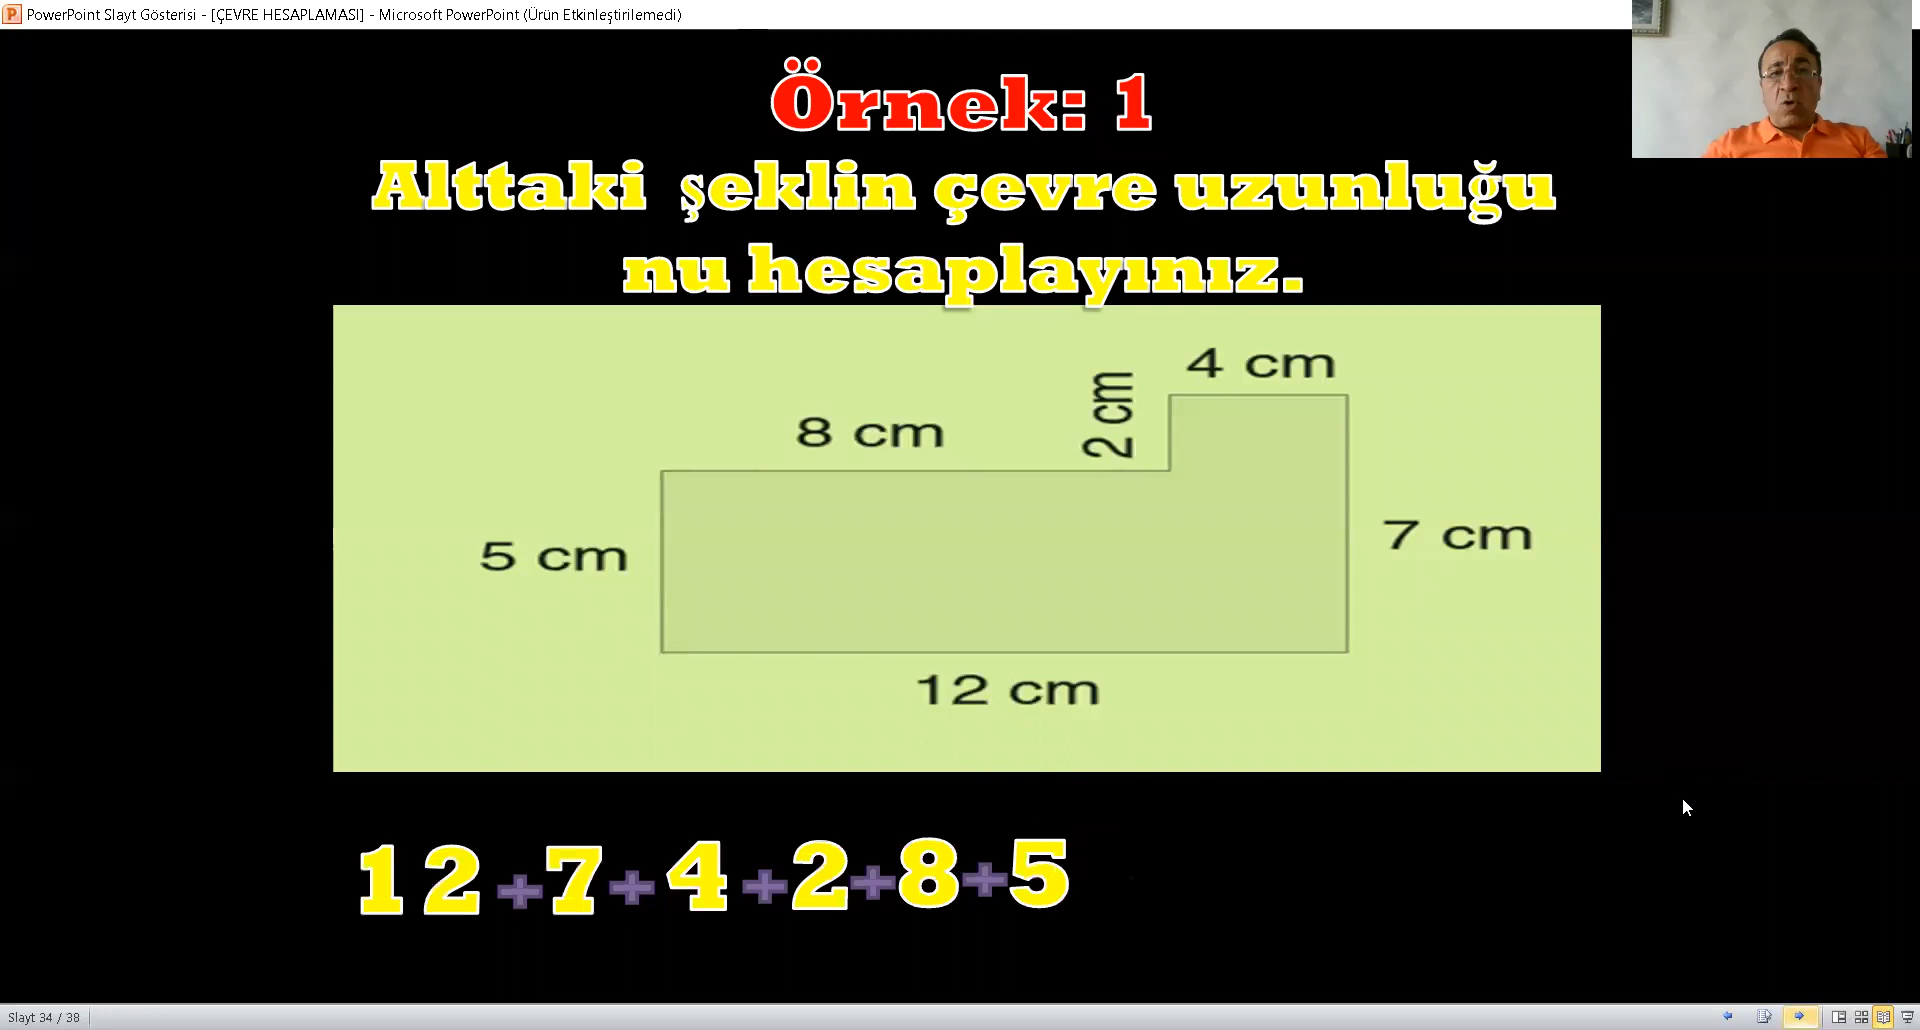 PowerPoint Slayt Gösterisi - [ÇEVRE HESAPLAMASI] - Microsoft PowerPoint (Ürün Etkinleştirilemedi)
Örnek: 1
Alttaki şeklin çevre uzunluğu
nu hesaplayınız.
4 cm
2 cm
8 cm
5 cm
7 cm
12 cm
12+7+4+2+8+5
Slayt 34 / 38